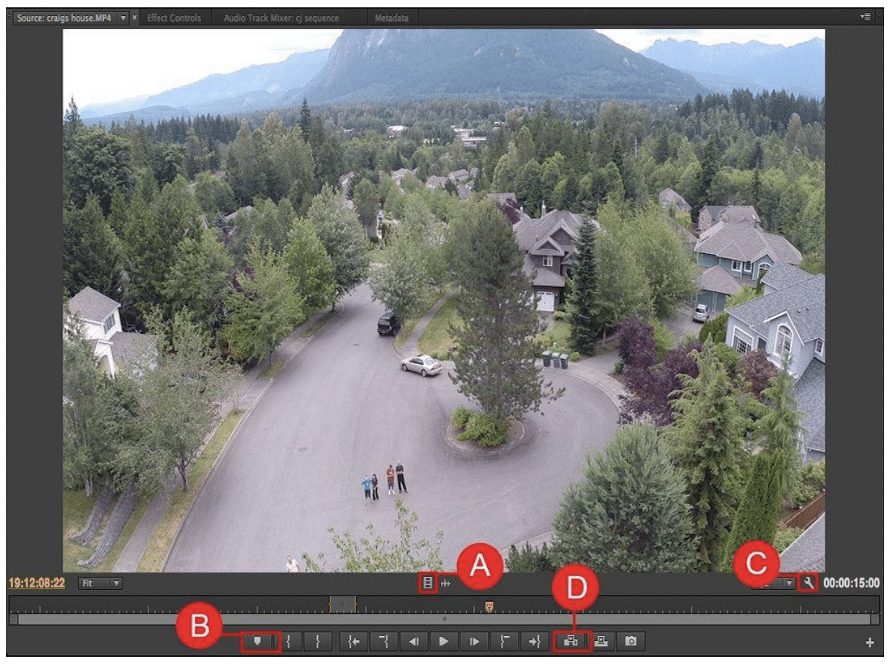 Source: craigs house.MP4 × Effect Controls Audio Track Mixer: cj sequence Metadata
A
19:12:08:22 Fit C 00:00:15:00
D
B